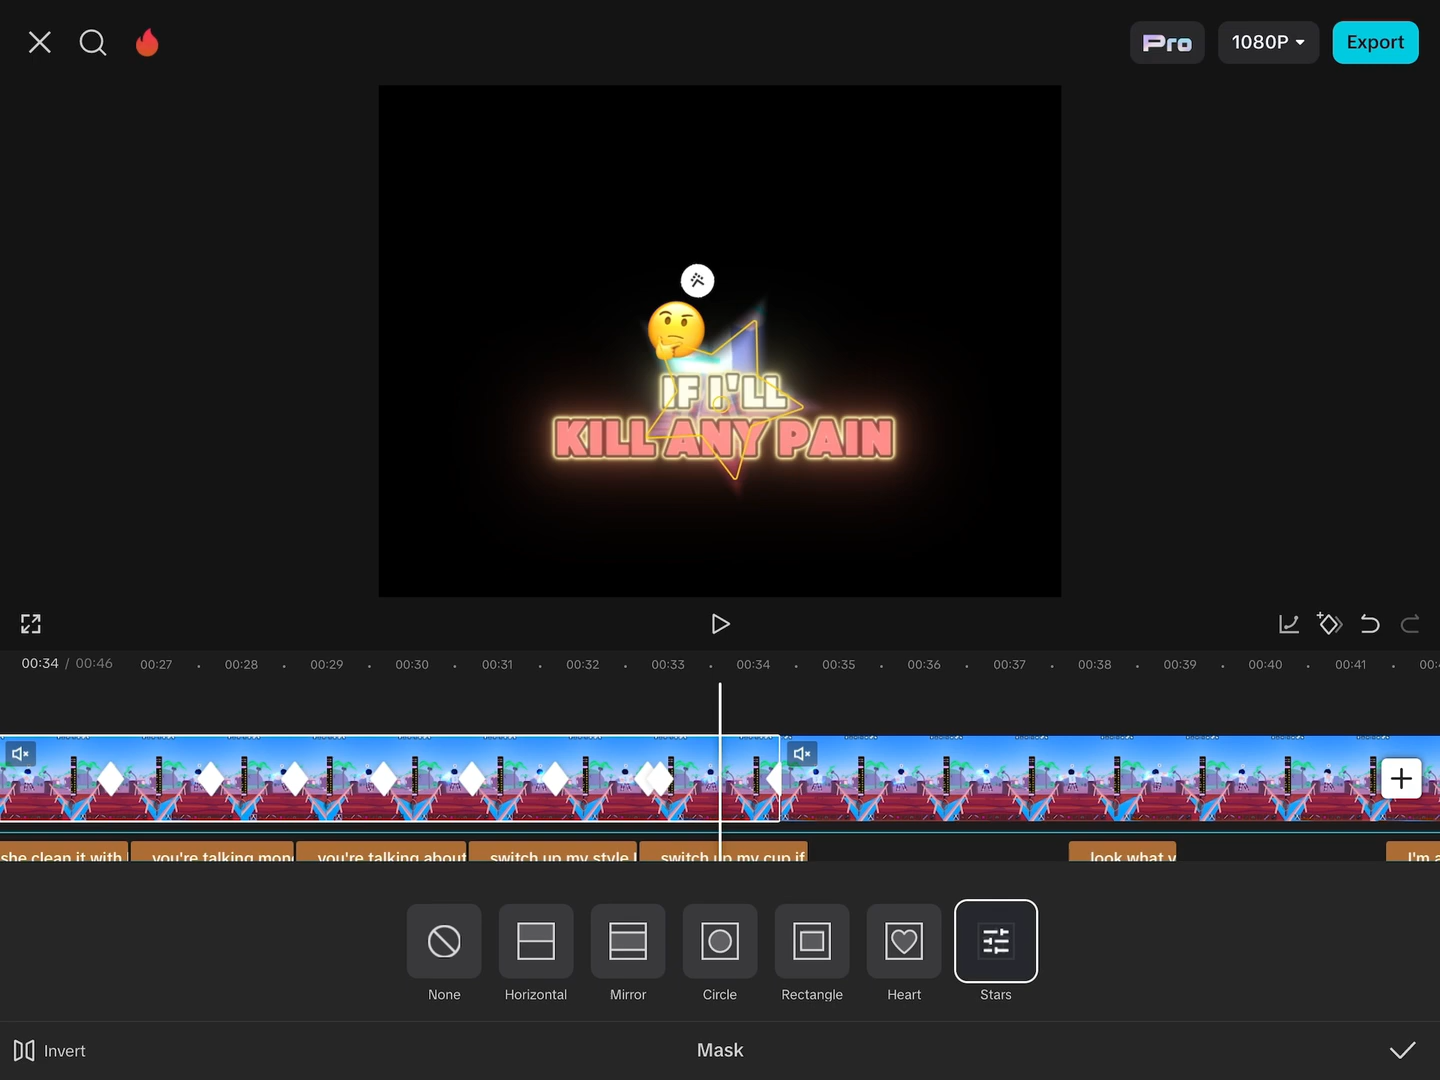 Pro 1080P Export
IF I'LL
KILL ANY PAIN
00:34 / 00:46 00:27 00:28 00:29 00:30 00:31 00:32 00:33 00:34 00:35 00:36 00:37 00:38 00:39 00:40 00:41 00:
she clean it with you're talking mon you're talking about switch up my style switch up my cup if look what I'm a
None Horizontal Mirror Circle Rectangle Heart Stars
Invert Mask